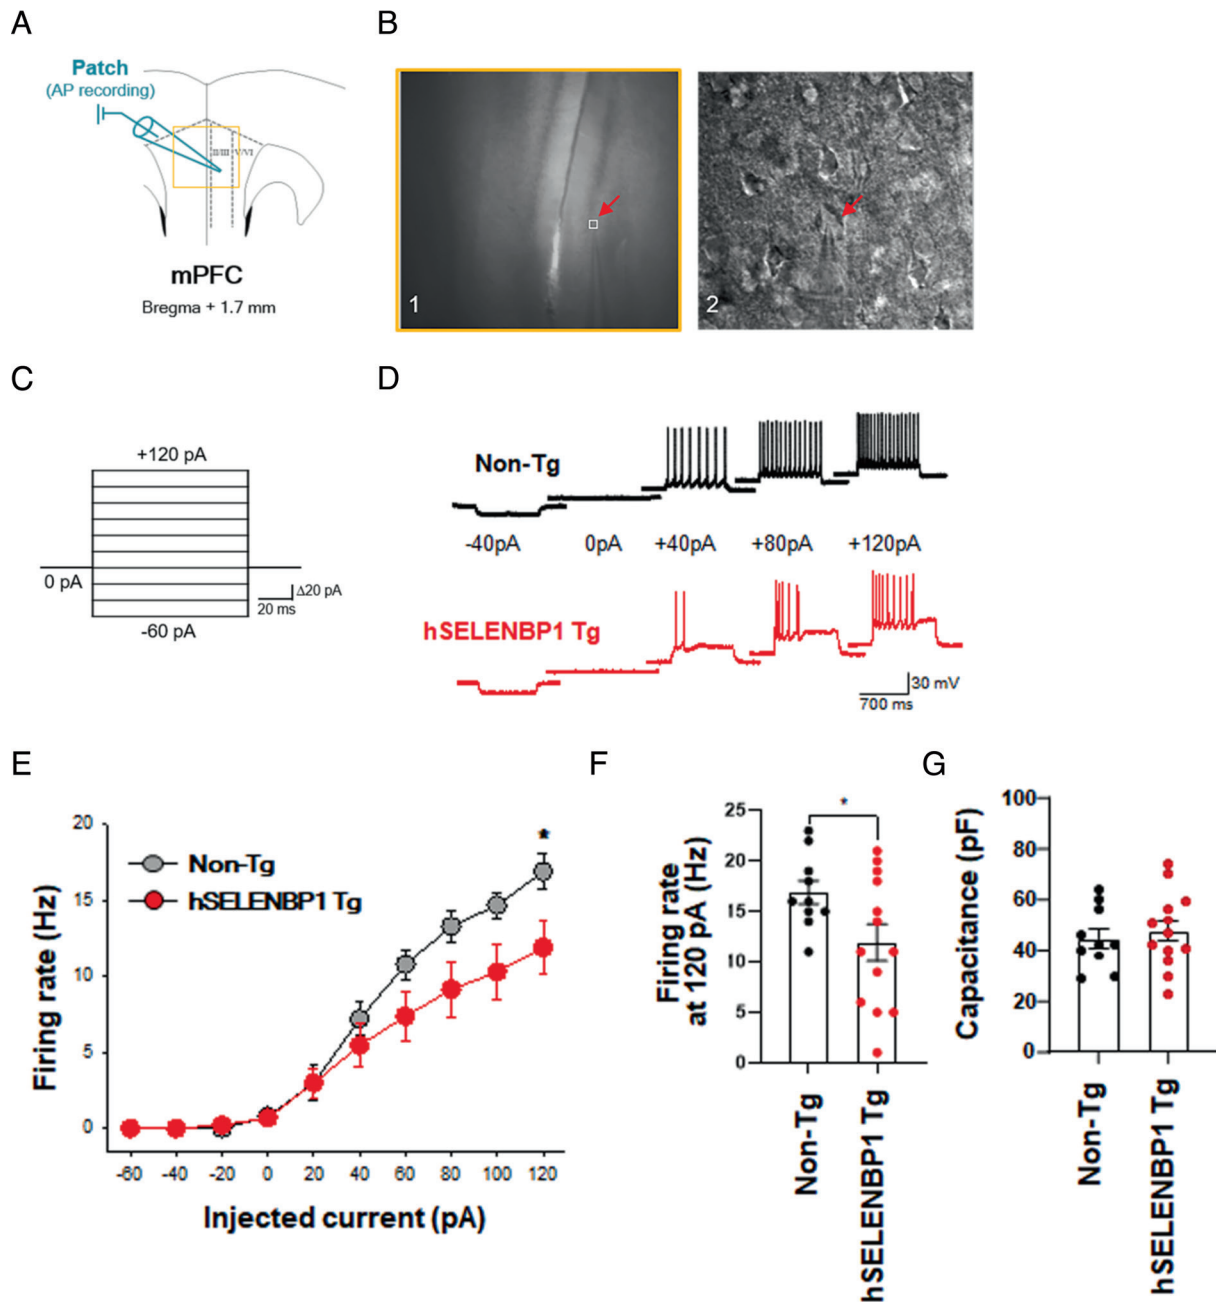 A
B
Patch
(AP recording)
II/III
V/VI
mPFC
Bregma + 1.7 mm
1
2
C
D
+120 pA
0 pA
Δ20 pA
20 ms
-60 pA
Non-Tg
-40pA
0pA
+40pA
+80pA
+120pA
hSELENBP1 Tg
30 mV
700 ms
E
F
G
20
15
10
5
0
Firing rate (Hz)
*
Non-Tg
hSELENBP1 Tg
-60
-40
-20
0
20
40
60
80
100
120
Injected current (pA)
25
20
15
10
5
0
Firing rate
at 120 pA (Hz)
*
Non-Tg
hSELENBP1 Tg
100
80
60
40
20
0
Capacitance (pF)
Non-Tg
hSELENBP1 Tg